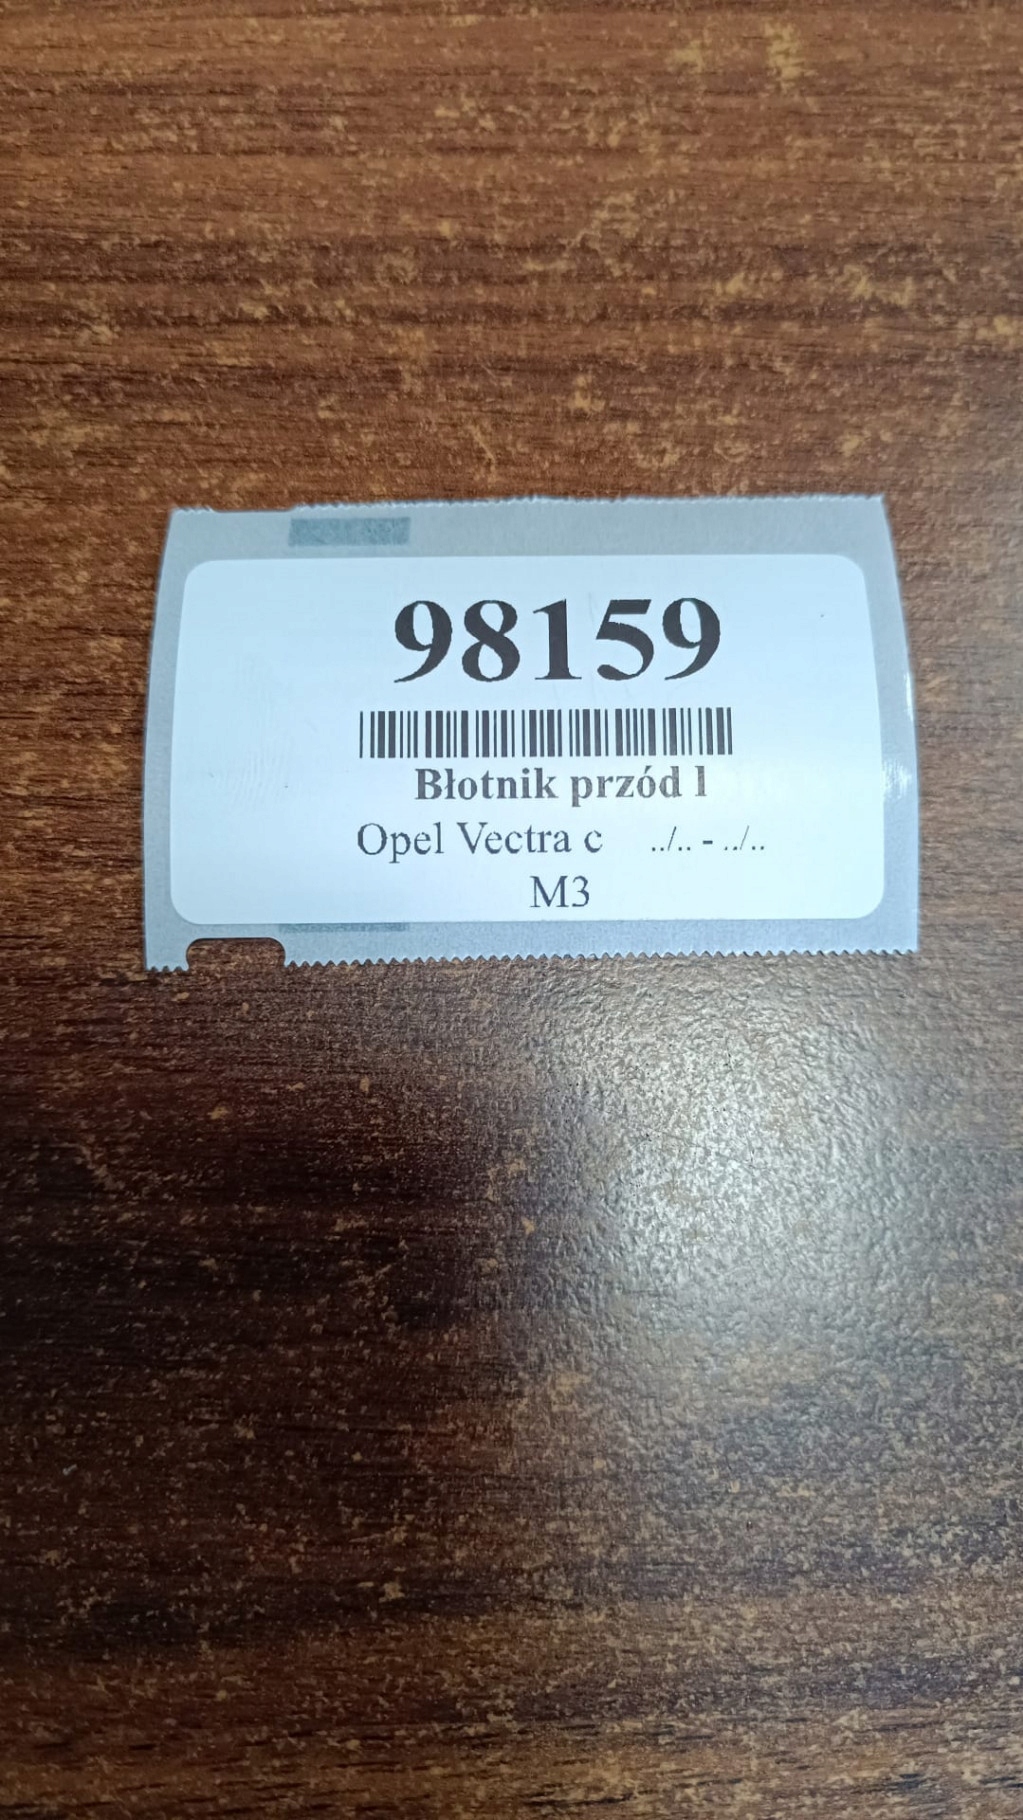 98159
Błotnik przód l
Opel Vectra c ../.. - ../..
M3